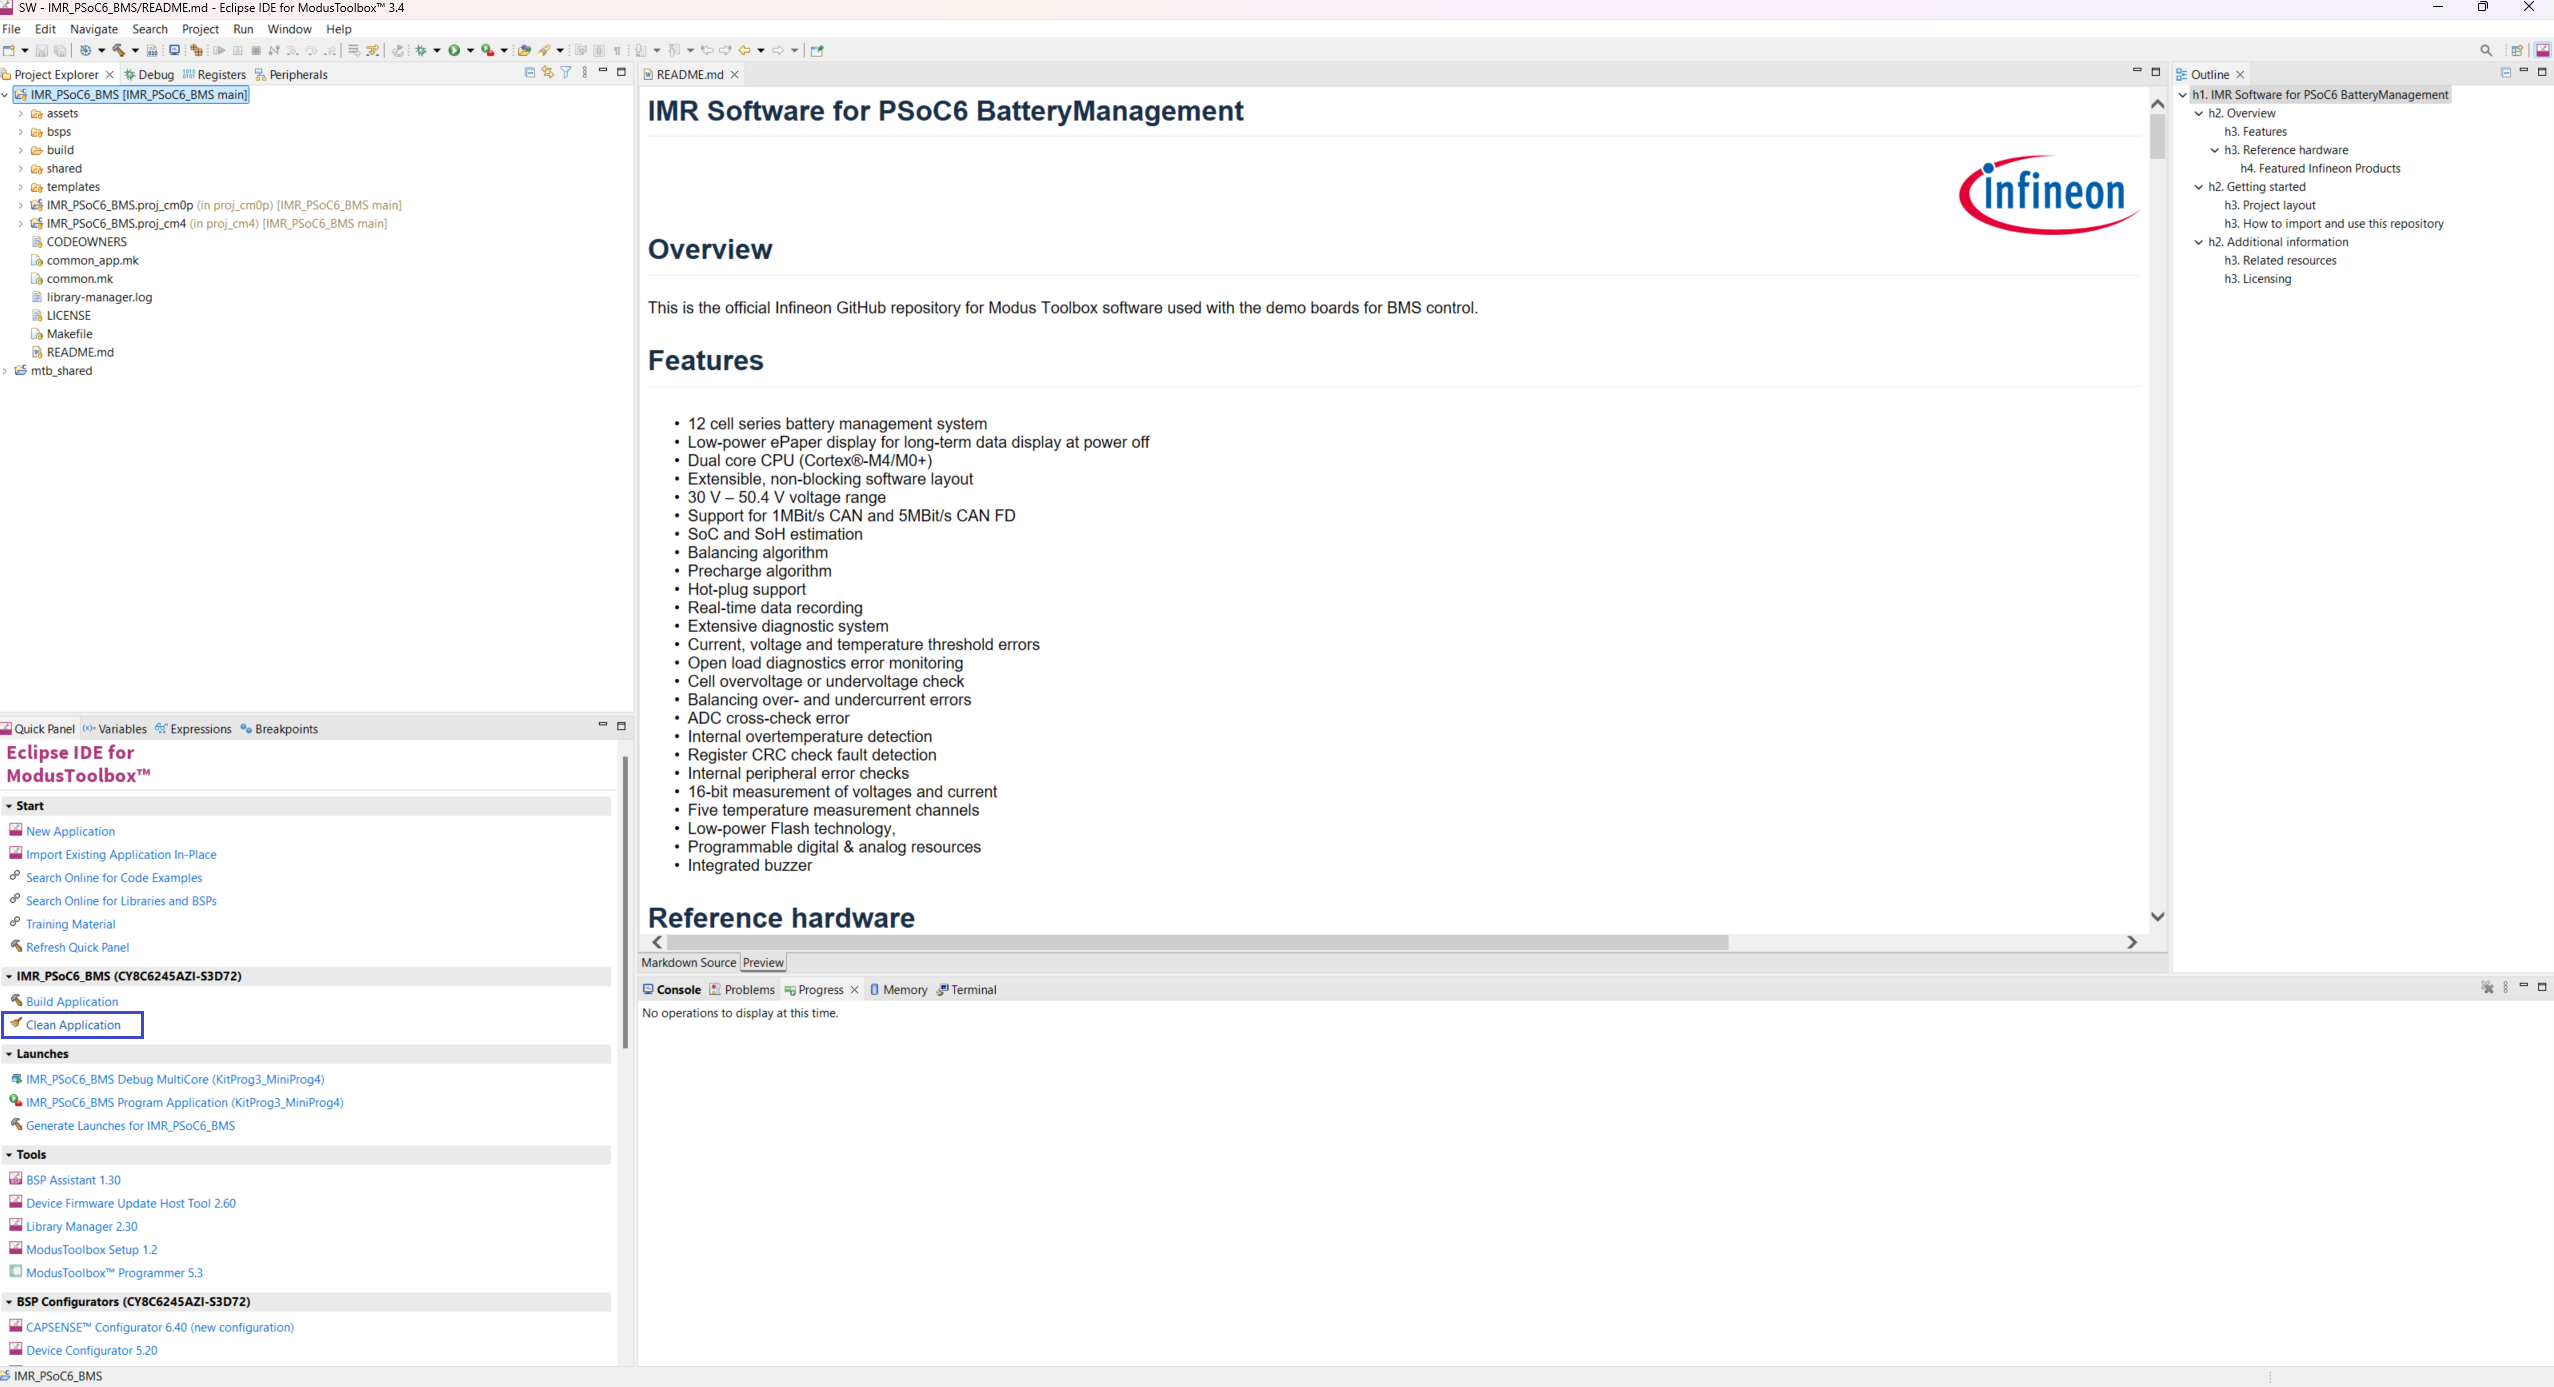 SW - IMR_PSoC6_BMS/README.md - Eclipse IDE for ModusToolbox™ 3.4
File Edit Navigate Search Project Run Window Help
Project Explorer Debug Registers Peripherals
IMR_PSoC6_BMS [IMR_PSoC6_BMS main]
assets
bsps
build
shared
templates
IMR_PSoC6_BMS.proj_cm0p (in proj_cm0p) [IMR_PSoC6_BMS main]
IMR_PSoC6_BMS.proj_cm4 (in proj_cm4) [IMR_PSoC6_BMS main]
CODEOWNERS
common_app.mk
common.mk
library-manager.log
LICENSE
Makefile
README.md
mtb_shared
Quick Panel Variables Expressions Breakpoints
Eclipse IDE for
ModusToolbox™
Start
New Application
Import Existing Application In-Place
Search Online for Code Examples
Search Online for Libraries and BSPs
Training Material
Refresh Quick Panel
IMR_PSoC6_BMS (CY8C6245AZI-S3D72)
Build Application
Clean Application
Launches
IMR_PSoC6_BMS Debug MultiCore (KitProg3_MiniProg4)
IMR_PSoC6_BMS Program Application (KitProg3_MiniProg4)
Generate Launches for IMR_PSoC6_BMS
Tools
BSP Assistant 1.30
Device Firmware Update Host Tool 2.60
Library Manager 2.30
ModusToolbox Setup 1.2
ModusToolbox™ Programmer 5.3
BSP Configurators (CY8C6245AZI-S3D72)
CAPSENSE™ Configurator 6.40 (new configuration)
Device Configurator 5.20
IMR_PSoC6_BMS
README.md
IMR Software for PSoC6 BatteryManagement
infineon
Overview
This is the official Infineon GitHub repository for Modus Toolbox software used with the demo boards for BMS control.
Features
• 12 cell series battery management system
• Low-power ePaper display for long-term data display at power off
• Dual core CPU (Cortex®-M4/M0+)
• Extensible, non-blocking software layout
• 30 V – 50.4 V voltage range
• Support for 1MBit/s CAN and 5MBit/s CAN FD
• SoC and SoH estimation
• Balancing algorithm
• Precharge algorithm
• Hot-plug support
• Real-time data recording
• Extensive diagnostic system
• Current, voltage and temperature threshold errors
• Open load diagnostics error monitoring
• Cell overvoltage or undervoltage check
• Balancing over- and undercurrent errors
• ADC cross-check error
• Internal overtemperature detection
• Register CRC check fault detection
• Internal peripheral error checks
• 16-bit measurement of voltages and current
• Five temperature measurement channels
• Low-power Flash technology,
• Programmable digital & analog resources
• Integrated buzzer
Reference hardware
Markdown Source Preview
Console Problems Progress Memory Terminal
No operations to display at this time.
Outline
h1. IMR Software for PSoC6 BatteryManagement
h2. Overview
h3. Features
h3. Reference hardware
h4. Featured Infineon Products
h2. Getting started
h3. Project layout
h3. How to import and use this repository
h2. Additional information
h3. Related resources
h3. Licensing